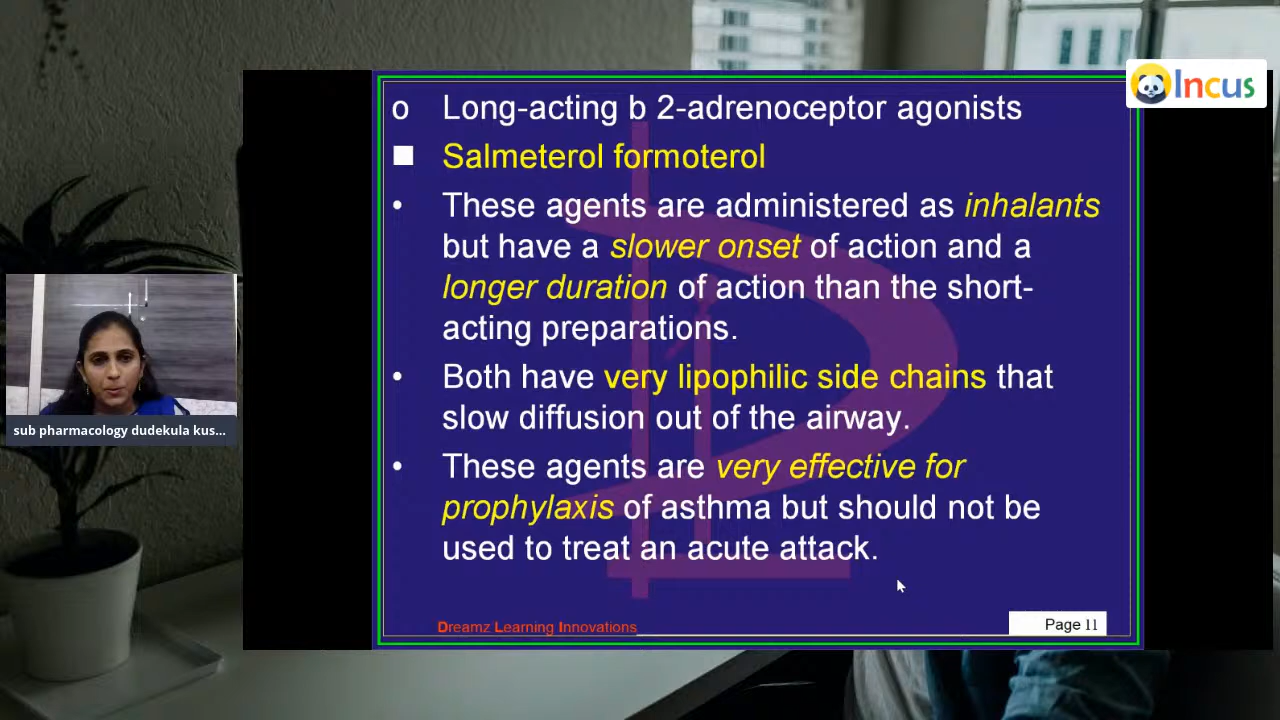 Incus
o Long-acting b 2-adrenoceptor agonists
■ Salmeterol formoterol
• These agents are administered as inhalants
but have a slower onset of action and a
longer duration of action than the short-
acting preparations.
• Both have very lipophilic side chains that
slow diffusion out of the airway.
• These agents are very effective for
prophylaxis of asthma but should not be
used to treat an acute attack.
sub pharmacology dudekula kus...
Dreamz Learning Innovations
Page 11